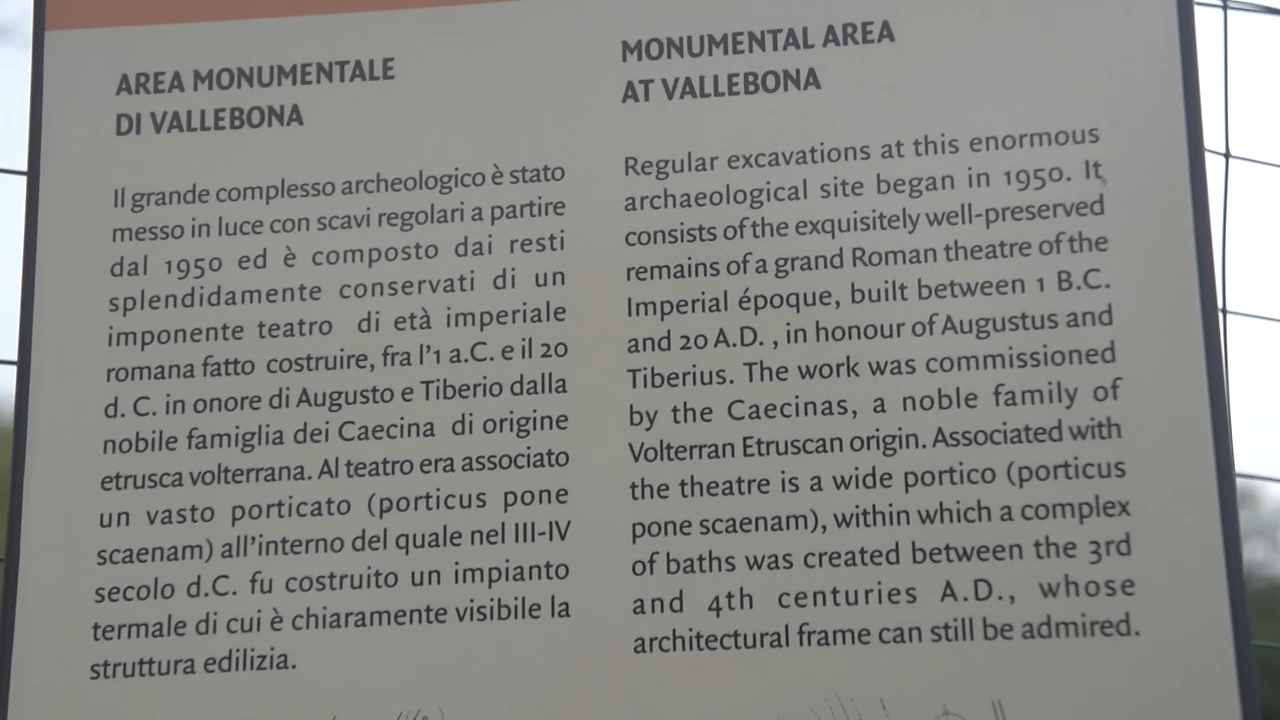 AREA MONUMENTALE
DI VALLEBONA
Il grande complesso archeologico è stato
messo in luce con scavi regolari a partire
dal 1950 ed è composto dai resti
splendidamente conservati di un
imponente teatro di età imperiale
romana fatto costruire, fra l'1 a.C. e il 20
d. C. in onore di Augusto e Tiberio dalla
nobile famiglia dei Caecina di origine
etrusca volterrana. Al teatro era associato
un vasto porticato (porticus pone
scaenam) all'interno del quale nel III-IV
secolo d.C. fu costruito un impianto
termale di cui è chiaramente visibile la
struttura edilizia.
MONUMENTAL AREA
AT VALLEBONA
Regular excavations at this enormous
archaeological site began in 1950. It
consists of the exquisitely well-preserved
remains of a grand Roman theatre of the
Imperial époque, built between 1 B.C.
and 20 A.D. , in honour of Augustus and
Tiberius. The work was commissioned
by the Caecinas, a noble family of
Volterran Etruscan origin. Associated with
the theatre is a wide portico (porticus
pone scaenam), within which a complex
of baths was created between the 3rd
and 4th centuries A.D., whose
architectural frame can still be admired.